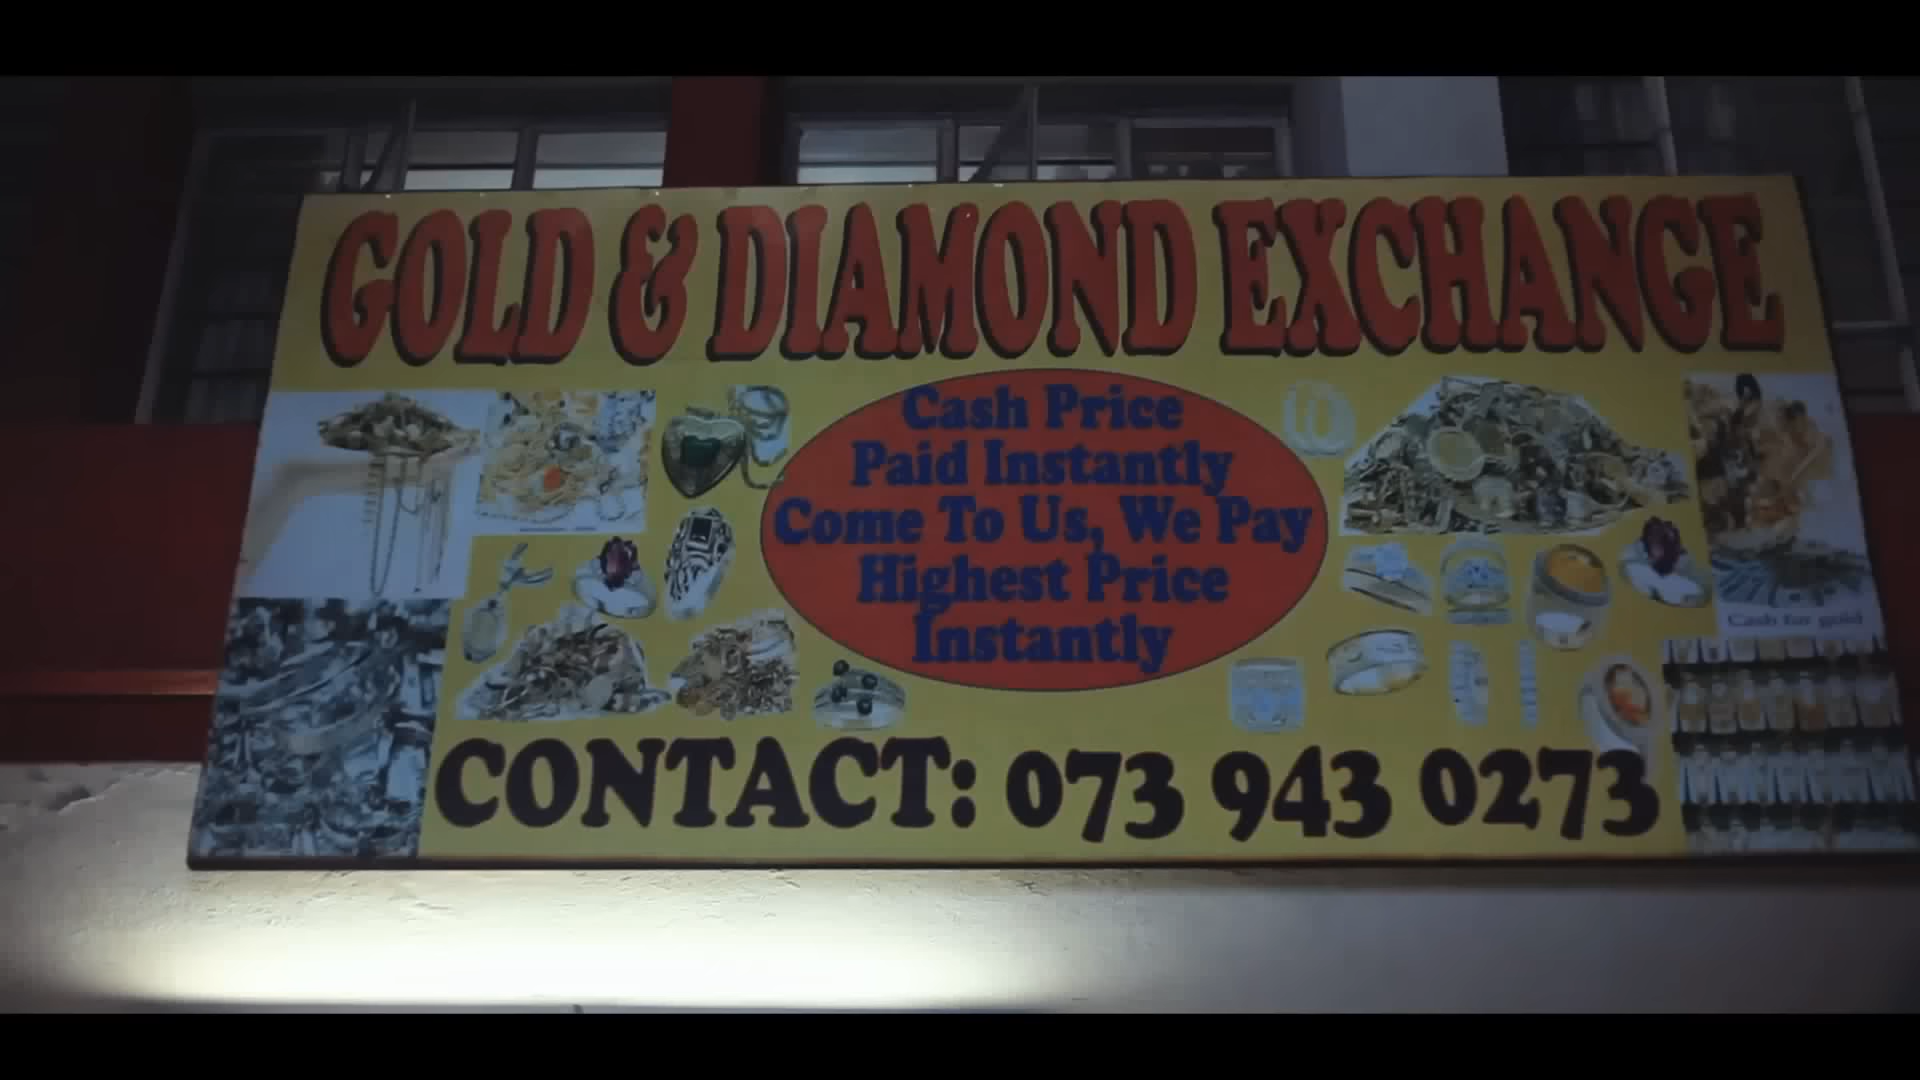 GOLD & DIAMOND EXCHANGE
Cash Price
Paid Instantly
Come To Us, We Pay
Highest Price
Instantly
Cash for gold
CONTACT: 073 943 0273